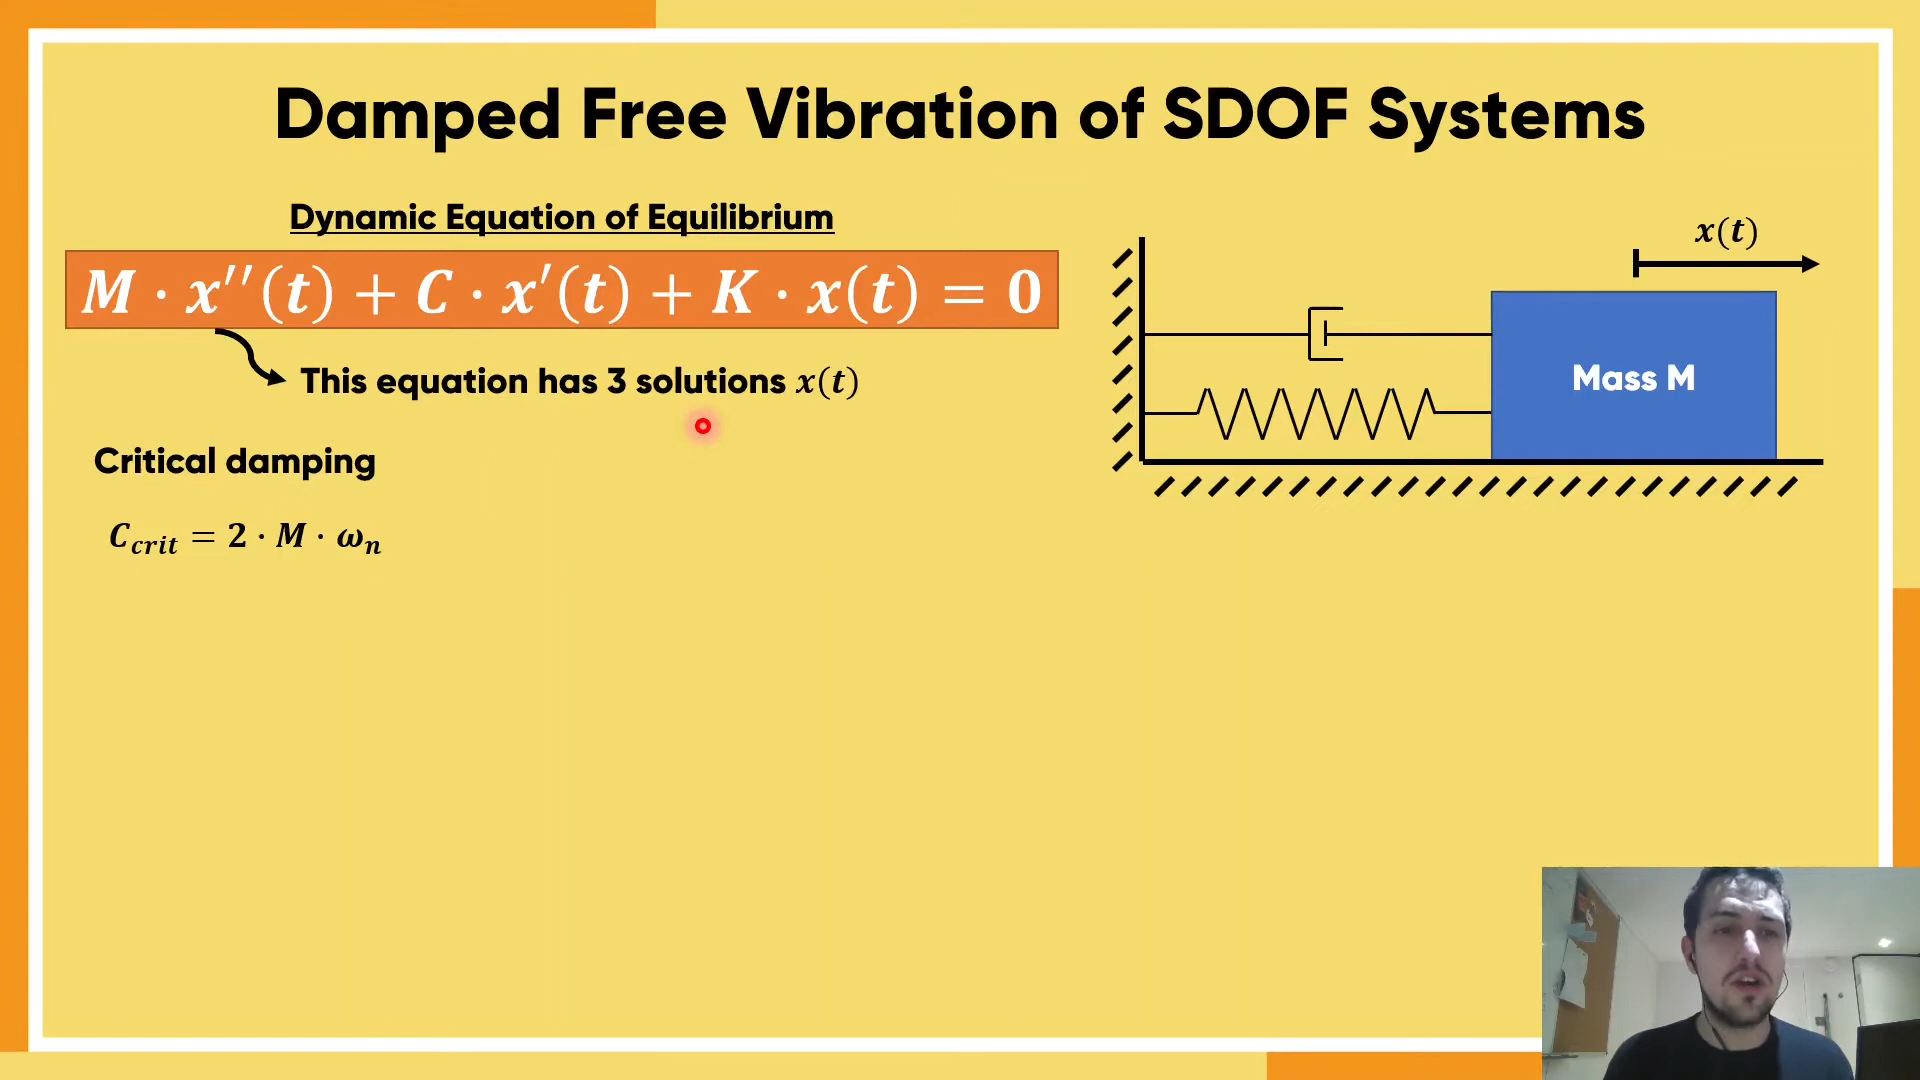 Damped Free Vibration of SDOF Systems
Dynamic Equation of Equilibrium
M · x′′(t) + C · x′(t) + K · x(t) = 0
This equation has 3 solutions x(t)
Critical damping
C_crit = 2 · M · ω_n
x(t)
Mass M